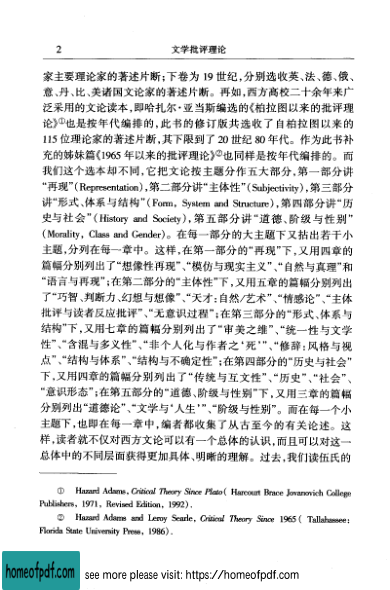 2
文学批评理论
家主要理论家的著述片断;下卷为 19 世纪,分别选收英、法、德、俄、
意、丹、比、美诸国文论家的著述片断。再如,西方高校二十余年来广
泛采用的文论读本,即哈扎尔·亚当斯编选的《柏拉图以来的批评理
论》①也是按年代编排的,此书的修订版共选收了自柏拉图以来的
115 位理论家的著述片断,其下限到了 20 世纪 80 年代。作为此书补
充的姊妹篇《1965 年以来的批评理论》②也同样是按年代编排的。而
我们这个选本却不同,它把文论按主题分作五大部分,第一部分讲
“再现”(Representation),第二部分讲“主体性”(Subjectivity),第三部分
讲“形式、体系与结构”(Form, System and Structure),第四部分讲“历
史与社会”(History and Society),第五部分讲“道德、阶级与性别”
(Morality, Class and Gender)。在每一部分的大主题下又拈出若干小
主题,分列在每一章中。这样,在第一部分的“再现”下,又用四章的
篇幅分别列出了“想像性再现”、“模仿与现实主义”、“自然与真理”和
“语言与再现”;在第二部分的“主体性”下,又用五章的篇幅分别列出
了“巧智、判断力、幻想与想像”、“天才:自然/艺术”、“情感论”、“主体
批评与读者反应批评”、“无意识过程”;在第三部分的“形式、体系与
结构”下,又用七章的篇幅分别列出了“审美之维”、“统一性与文学
性”、“含混与多义性”、“非个人化与作者之‘死’”、“修辞:风格与视
点”、“结构与体系”、“结构与不确定性”;在第四部分的“历史与社会”
下,又用四章的篇幅分别列出了“传统与互文性”、“历史”、“社会”、
“意识形态”;在第五部分的“道德、阶级与性别”下,又用三章的篇幅
分别列出“道德论”、“文学与‘人生’”、“阶级与性别”。而在每一个小
主题下,也即在每一章中,编者都收集了从古至今的有关论述。这
样,读者就不仅对西方文论可以有一个总体的认识,而且可以对这一
总体中的不同层面获得更加具体、明晰的理解。过去,我们读伍氏的
① Hazard Adams, Critical Theory Since Plato( Harcourt Brace Jovanovich College
Publishers, 1971, Revised Edition, 1992).
② Hazard Adams and Leroy Searle, Critical Theory Since 1965 ( Tallahassee:
Florida State University Press, 1986).
homeofpdf.com
see more please visit: https://homeofpdf.com